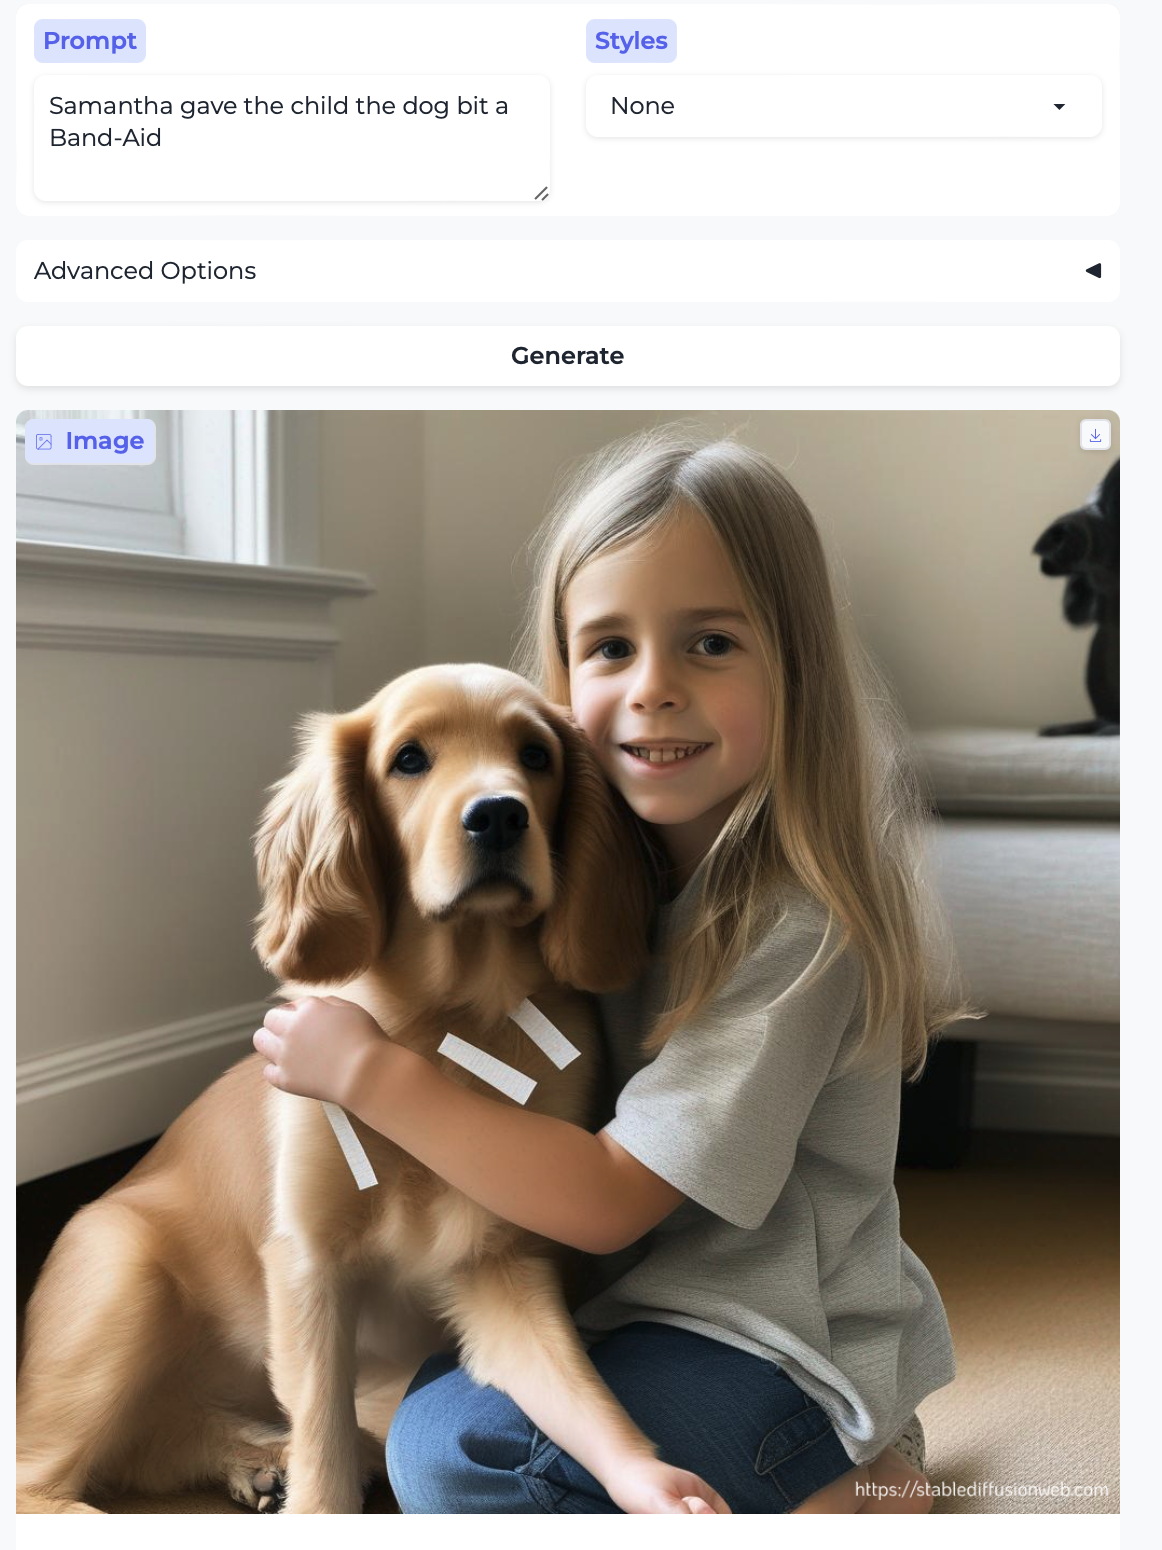 Prompt
Styles
Samantha gave the child the dog bit a
Band-Aid
None
Advanced Options
Generate
Image
https://stablediffusionweb.com